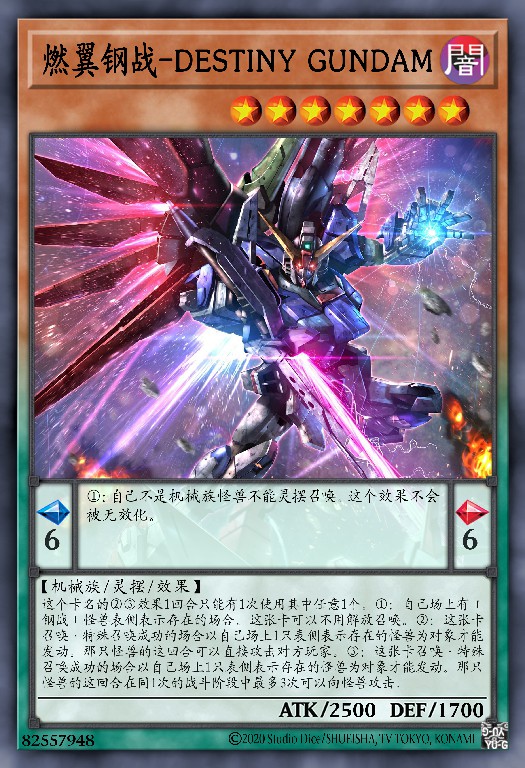 燃翼钢战-DESTINY GUNDAM
闇
①:自己不是机械族怪兽不能灵摆召唤。这个效果不会
被无效化。
6
6
【机械族/灵摆/效果】
这个卡名的②③效果1回合只能有1次使用其中任意1个。①:自己场上有「
钢战」怪兽表侧表示存在的场合,这张卡可以不用解放召唤。②:这张卡
召唤·特殊召唤成功的场合以自己场上1只表侧表示存在的怪兽为对象才能
发动。那只怪兽的这回合可以直接攻击对方玩家。③:这张卡召唤·特殊
召唤成功的场合以自己场上1只表侧表示存在的怪兽为对象才能发动。那只
怪兽的这回合在同1次的战斗阶段中最多3次可以向怪兽攻击.
ATK/2500 DEF/1700
82557948
©2020 Studio Dice/SHUEISHA, TV TOKYO, KONAMI